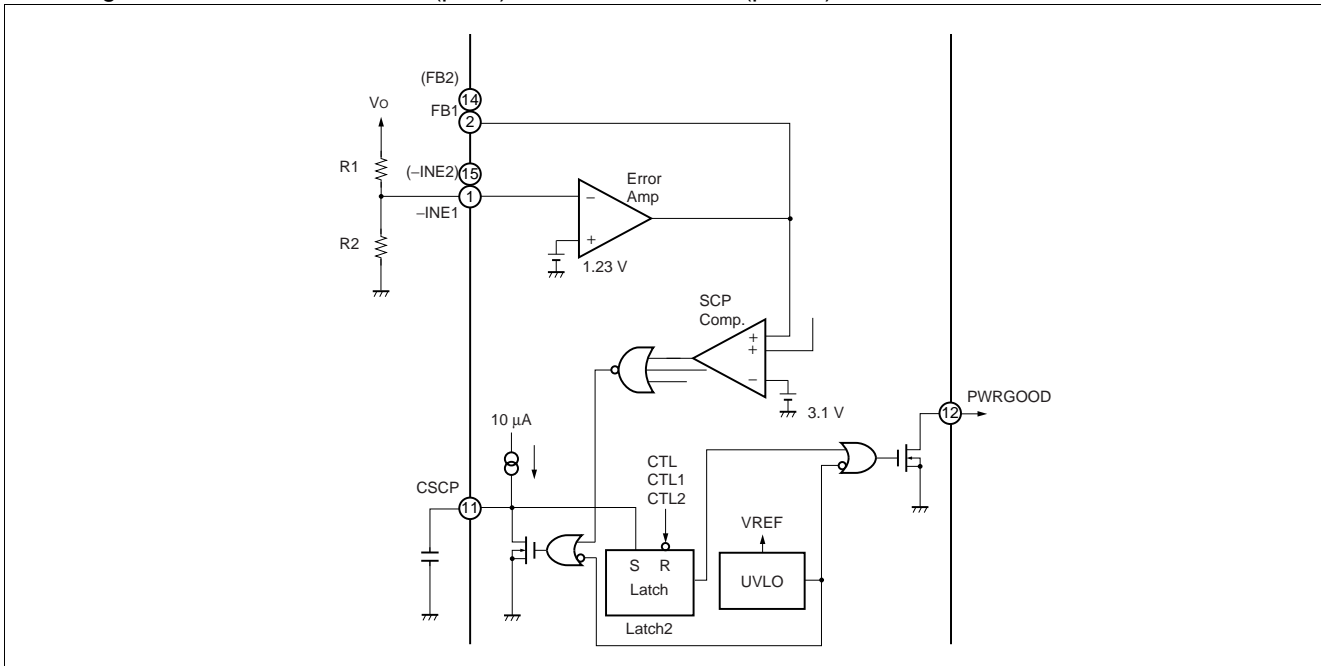 (FB2)
14
Vo
FB1
2
R1
(−INE2)
15
1
−INE1
R2
Error
Amp
−
+
1.23 V
SCP
Comp.
+
+
−
3.1 V
PWRGOOD
12
10 μA
CTL
CTL1
CTL2
CSCP
11
VREF
S R
Latch
UVLO
Latch2